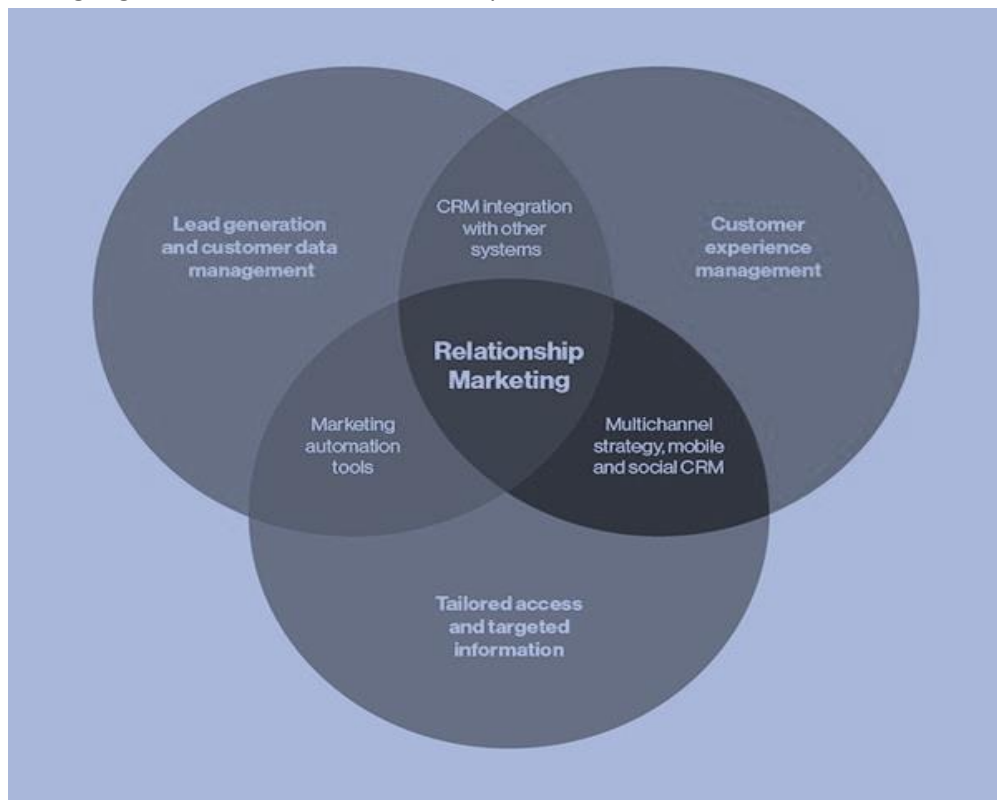 Lead generation
and customer data
management
CRM integration
with other
systems
Customer
experience
management
Relationship
Marketing
Marketing
automation
tools
Multichannel
strategy, mobile
and social CRM
Tailored access
and targeted
information